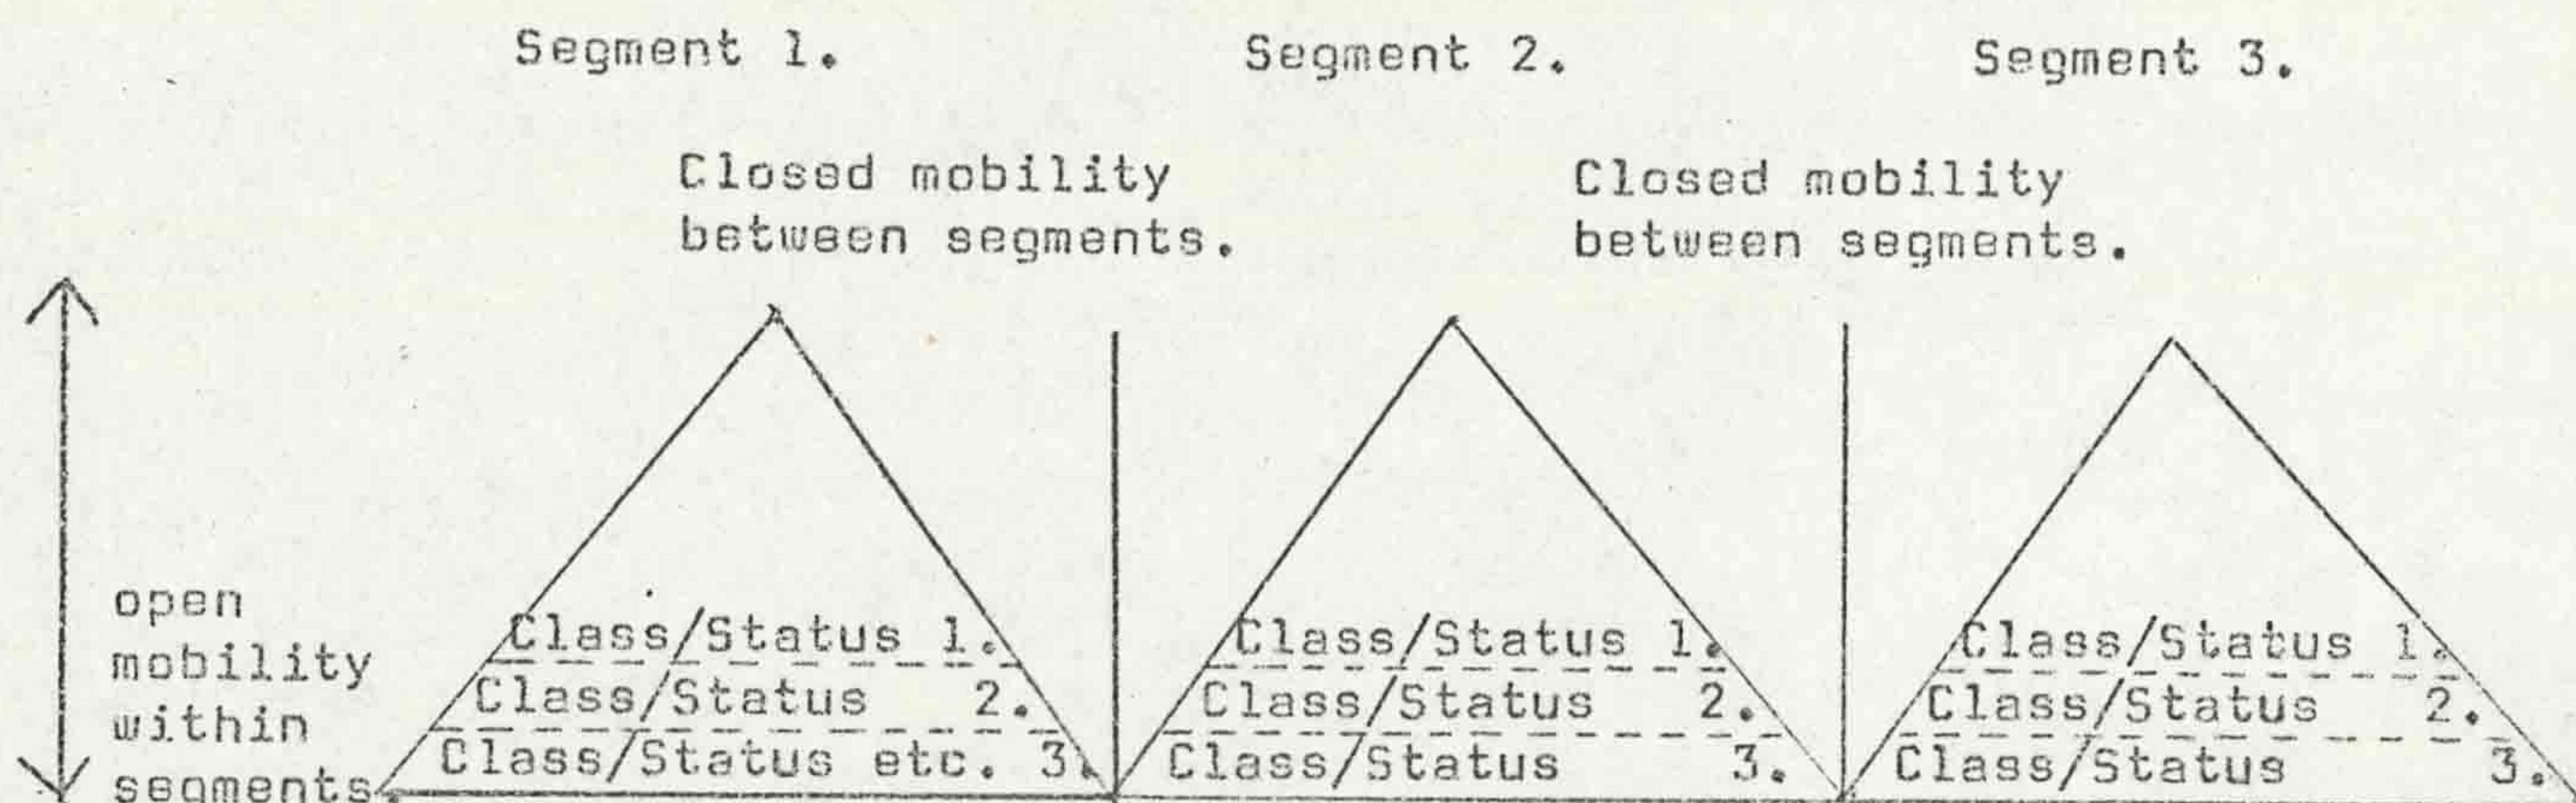 Segment 1. Segment 2. Segment 3.
Closed mobility Closed mobility
between segments. between segments.
open
mobility
within
segments.
Class/Status 1.
Class/Status 2.
Class/Status etc. 3.
Class/Status 1.
Class/Status 2.
Class/Status 3.
Class/Status 1.
Class/Status 2.
Class/Status 3.